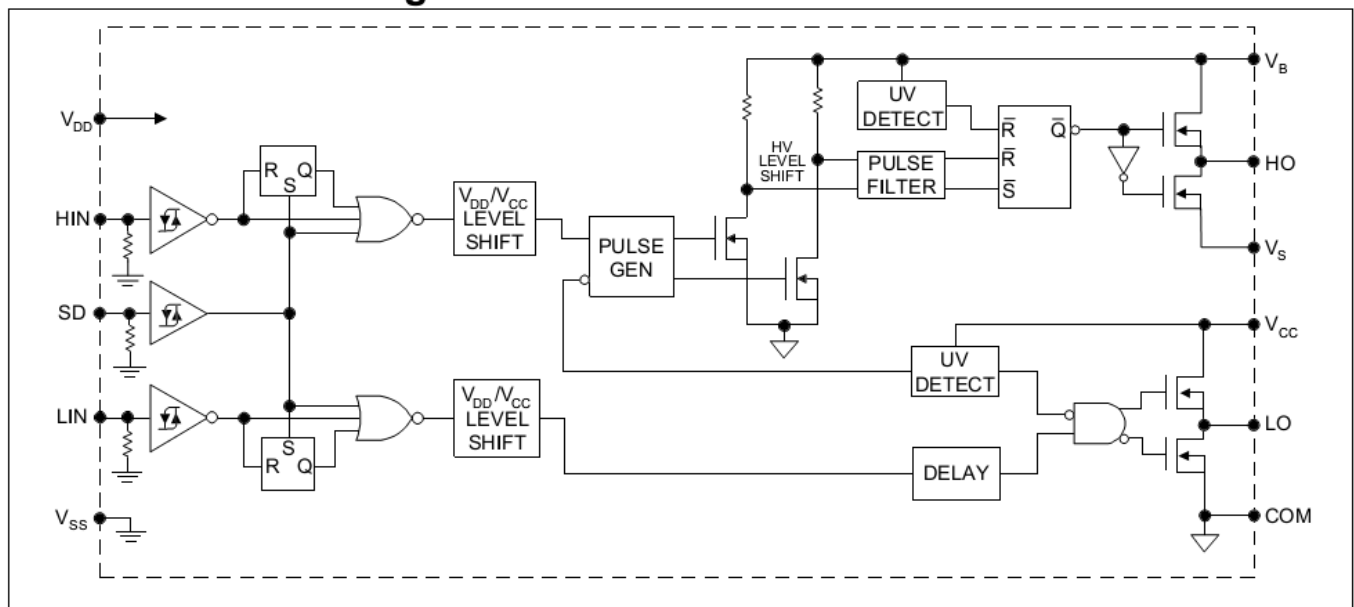 g
V_B
UV
DETECT
R̅ Q̅
V_DD
HV
LEVEL
SHIFT
PULSE
FILTER
R̅
S̅
HO
R Q
S
V_DD/V_CC
LEVEL
SHIFT
HIN
PULSE
GEN
V_S
SD
V_CC
UV
DETECT
LIN
V_DD/V_CC
LEVEL
SHIFT
LO
S
R Q
DELAY
V_SS
COM